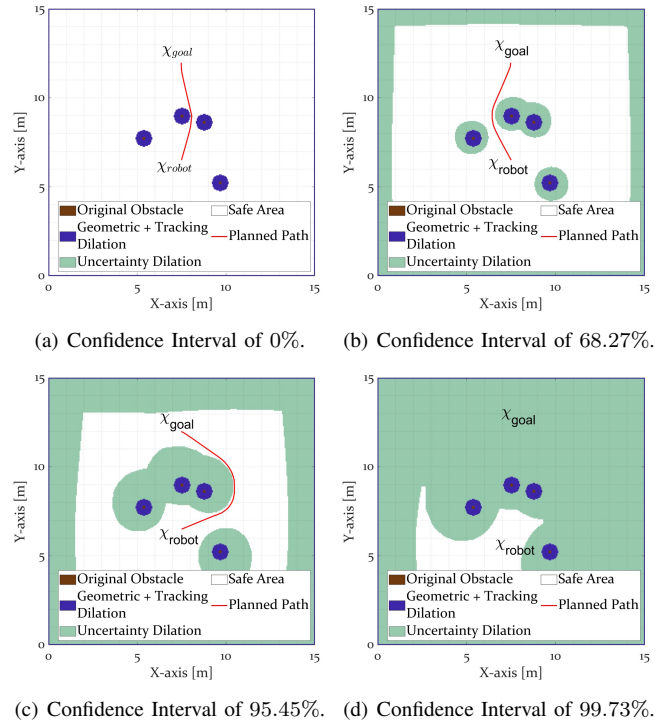 15
χgoal
10
Y-axis [m]
χrobot
5
Original Obstacle
Safe Area
Geometric + Tracking
Dilation
Planned Path
Uncertainty Dilation
0
0
5
10
15
X-axis [m]
(a) Confidence Interval of 0%.
15
χgoal
10
Y-axis [m]
χrobot
5
Original Obstacle
Safe Area
Geometric + Tracking
Dilation
Planned Path
Uncertainty Dilation
0
0
5
10
15
X-axis [m]
(b) Confidence Interval of 68.27%.
15
χgoal
10
Y-axis [m]
χrobot
5
Original Obstacle
Safe Area
Geometric + Tracking
Dilation
Planned Path
Uncertainty Dilation
0
0
5
10
15
X-axis [m]
(c) Confidence Interval of 95.45%.
15
χgoal
10
Y-axis [m]
χrobot
5
Original Obstacle
Safe Area
Geometric + Tracking
Dilation
Planned Path
Uncertainty Dilation
0
0
5
10
15
X-axis [m]
(d) Confidence Interval of 99.73%.